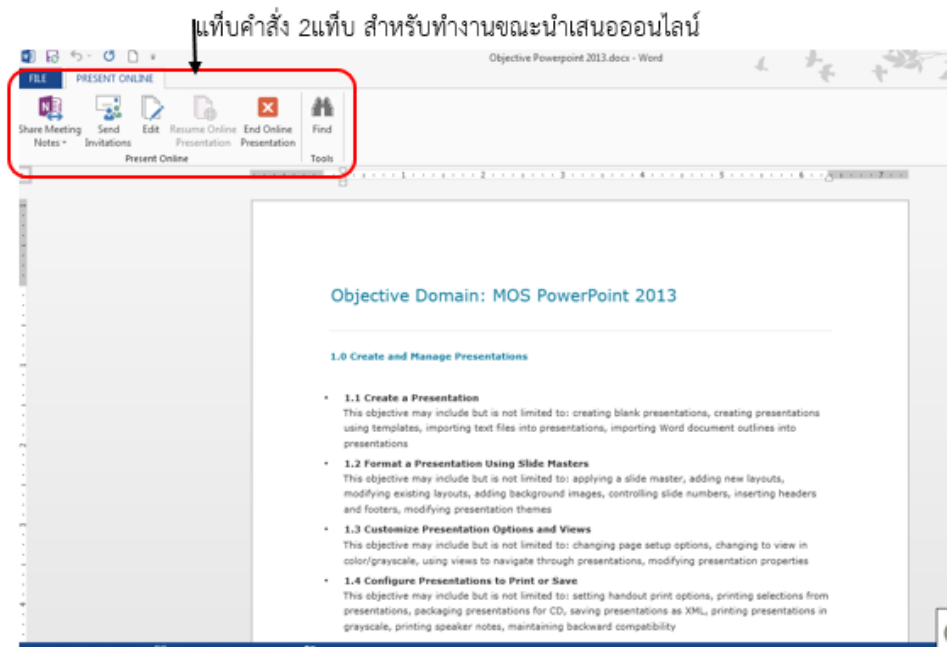 แท็บคำสั่ง 2แท็บ สำหรับทำงานขณะนำเสนอออนไลน์
Objective Powerpoint 2013.docx - Word
FILE PRESENT ONLINE
Share Meeting Notes
Send Invitations
Edit
Resume Online Presentation
End Online Presentation
Find
Present Online
Tools
1 2 3 4 5 6 7
Objective Domain: MOS PowerPoint 2013
1.0 Create and Manage Presentations
• 1.1 Create a Presentation
This objective may include but is not limited to: creating blank presentations, creating presentations
using templates, importing text files into presentations, importing Word document outlines into
presentations
• 1.2 Format a Presentation Using Slide Masters
This objective may include but is not limited to: applying a slide master, adding new layouts,
modifying existing layouts, adding background images, controlling slide numbers, inserting headers
and footers, modifying presentation themes
• 1.3 Customize Presentation Options and Views
This objective may include but is not limited to: changing page setup options, changing to view in
color/grayscale, using views to navigate through presentations, modifying presentation properties
• 1.4 Configure Presentations to Print or Save
This objective may include but is not limited to: setting handout print options, printing selections from
presentations, packaging presentations for CD, saving presentations as XML, printing presentations in
grayscale, printing speaker notes, maintaining backward compatibility